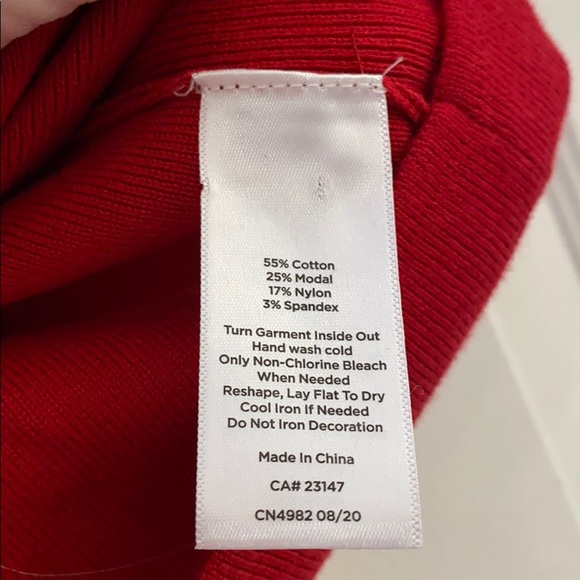 55% Cotton
25% Modal
17% Nylon
3% Spandex
Turn Garment Inside Out
Hand wash cold
Only Non-Chlorine Bleach
When Needed
Reshape, Lay Flat To Dry
Cool Iron If Needed
Do Not Iron Decoration
Made In China
CA# 23147
CN4982 08/20